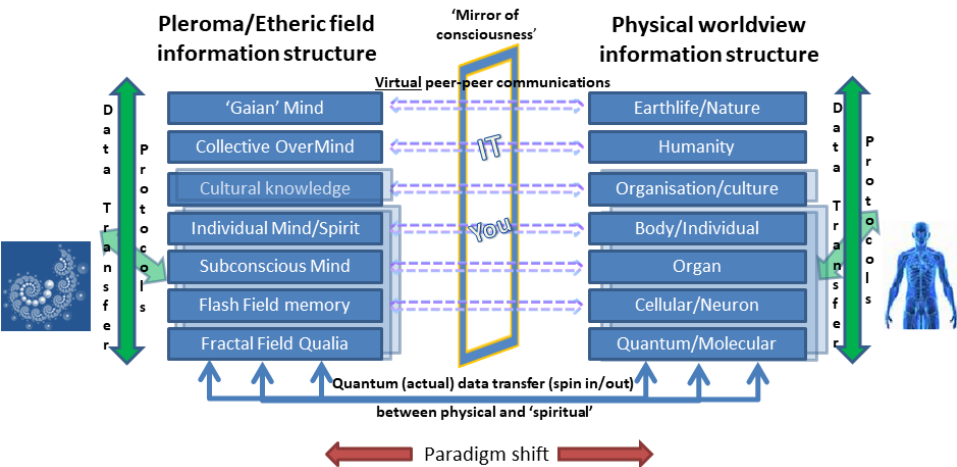 Pleroma/Etheric field
information structure
‘Mirror of
consciousness’
Physical worldview
information structure
Virtual peer-peer communications
Data Transfer
Protocols
‘Gaian’ Mind
Collective OverMind
Cultural knowledge
Individual Mind/Spirit
Subconscious Mind
Flash Field memory
Fractal Field Qualia
IT
You
Earthlife/Nature
Humanity
Organisation/culture
Body/Individual
Organ
Cellular/Neuron
Quantum/Molecular
Data Transfer
Protocols
Quantum (actual) data transfer (spin in/out)
between physical and ‘spiritual’
Paradigm shift